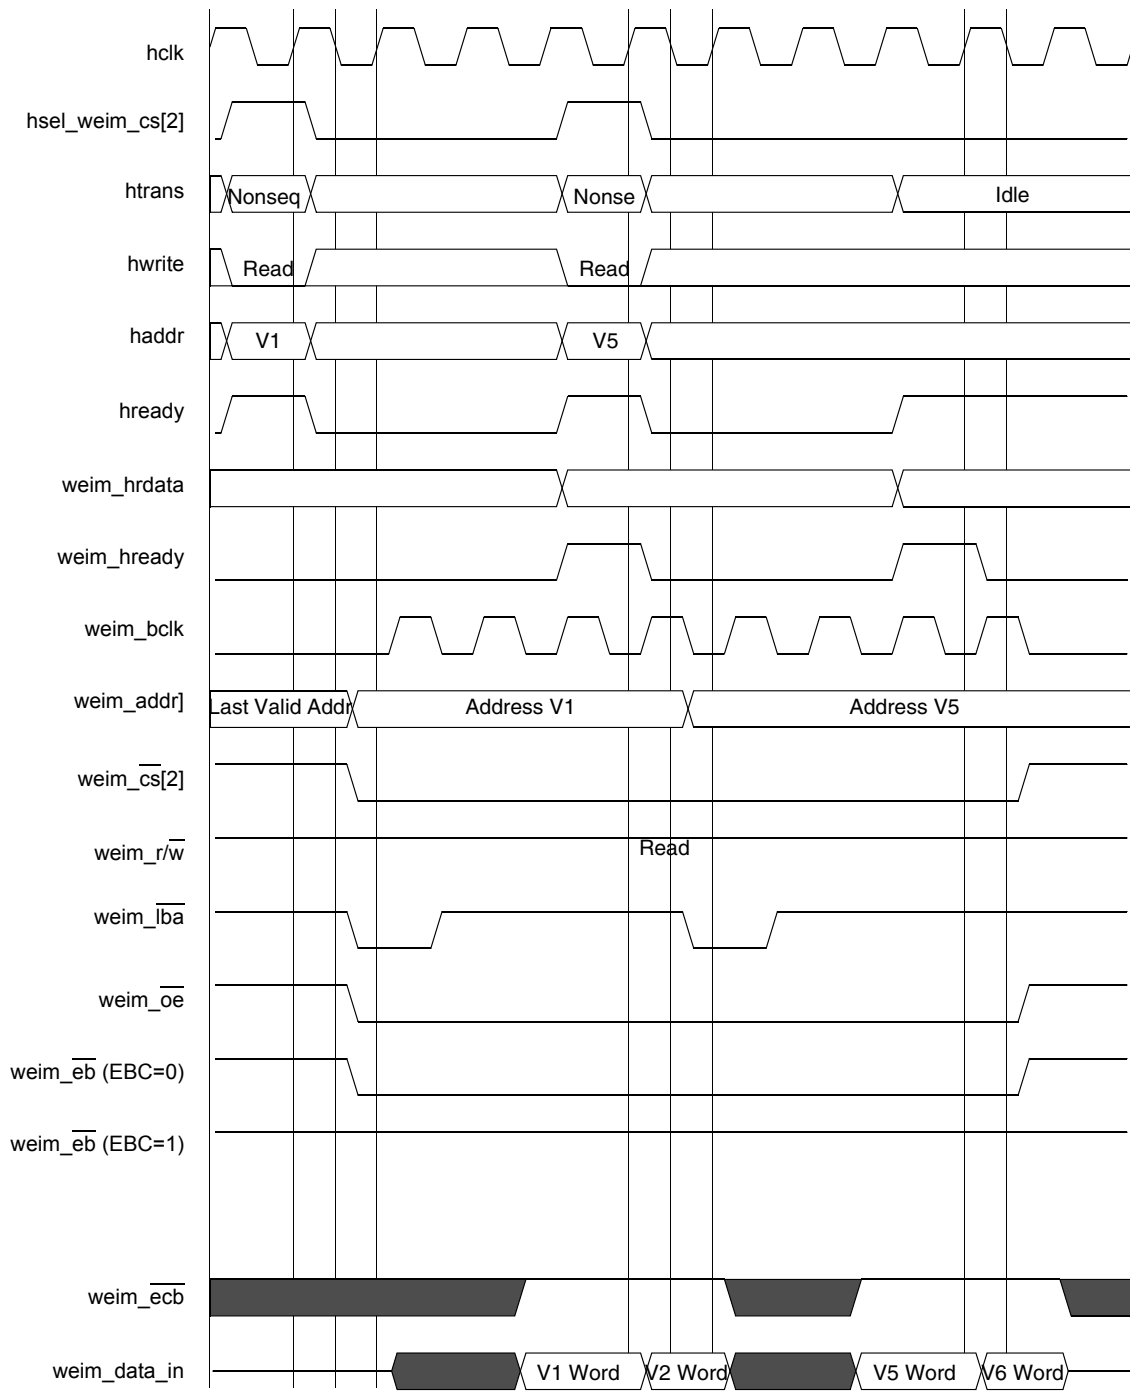 hclk
hsel_weim_cs[2]
htrans Nonseq Nonse Idle
hwrite Read Read
haddr V1 V5
hready
weim_hrdata
weim_hready
weim_bclk
weim_addr] Last Valid Addr Address V1 Address V5
weim_cs[2]
weim_r/w Read
weim_lba
weim_oe
weim_eb (EBC=0)
weim_eb (EBC=1)
weim_ecb
weim_data_in V1 Word V2 Word V5 Word V6 Word